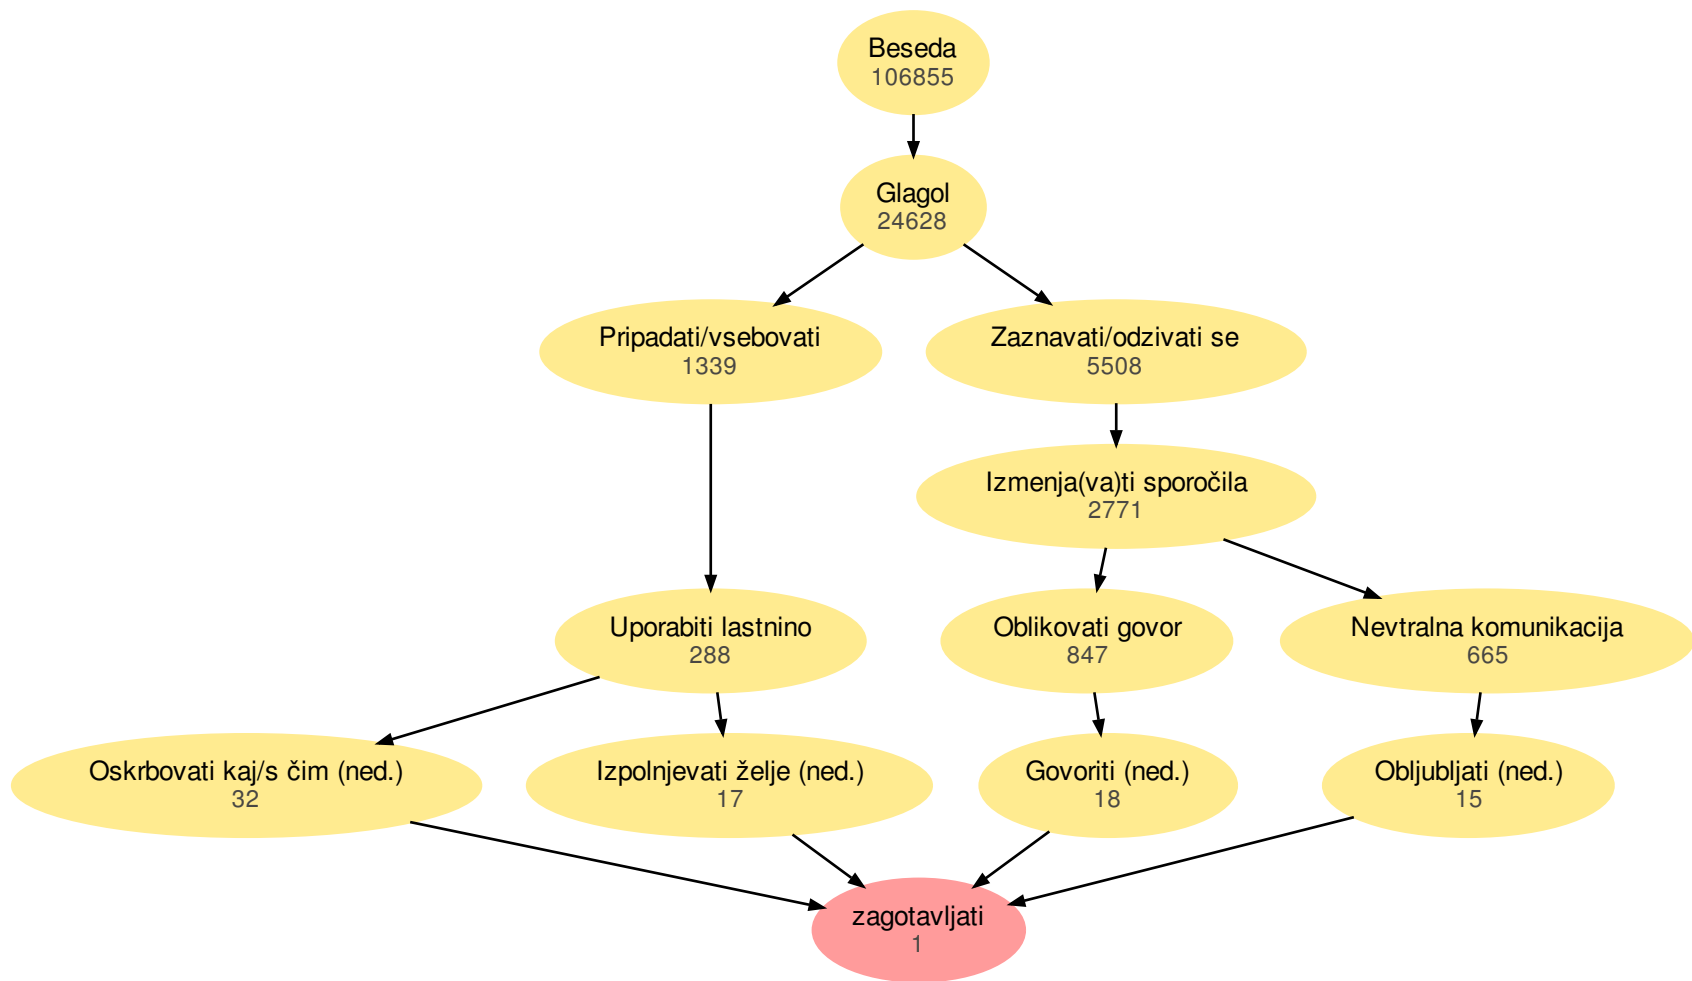 Beseda
106855
Glagol
24628
Pripadati/vsebovati
1339
Zaznavati/odzivati se
5508
Izmenja(va)ti sporočila
2771
Uporabiti lastnino
288
Oblikovati govor
847
Nevtralna komunikacija
665
Oskrbovati kaj/s čim (ned.)
32
Izpolnjevati želje (ned.)
17
Govoriti (ned.)
18
Obljubljati (ned.)
15
zagotavljati
1